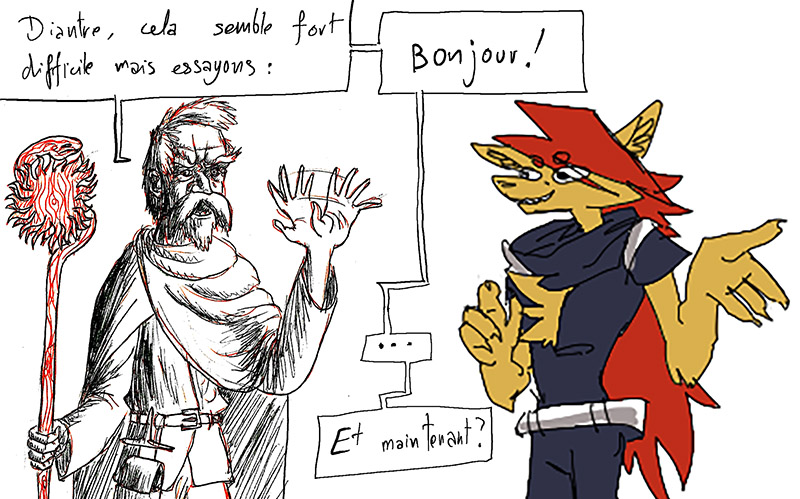 Diantre, cela semble fort
difficile mais essayons :
Bonjour!
...
Et maintenant?